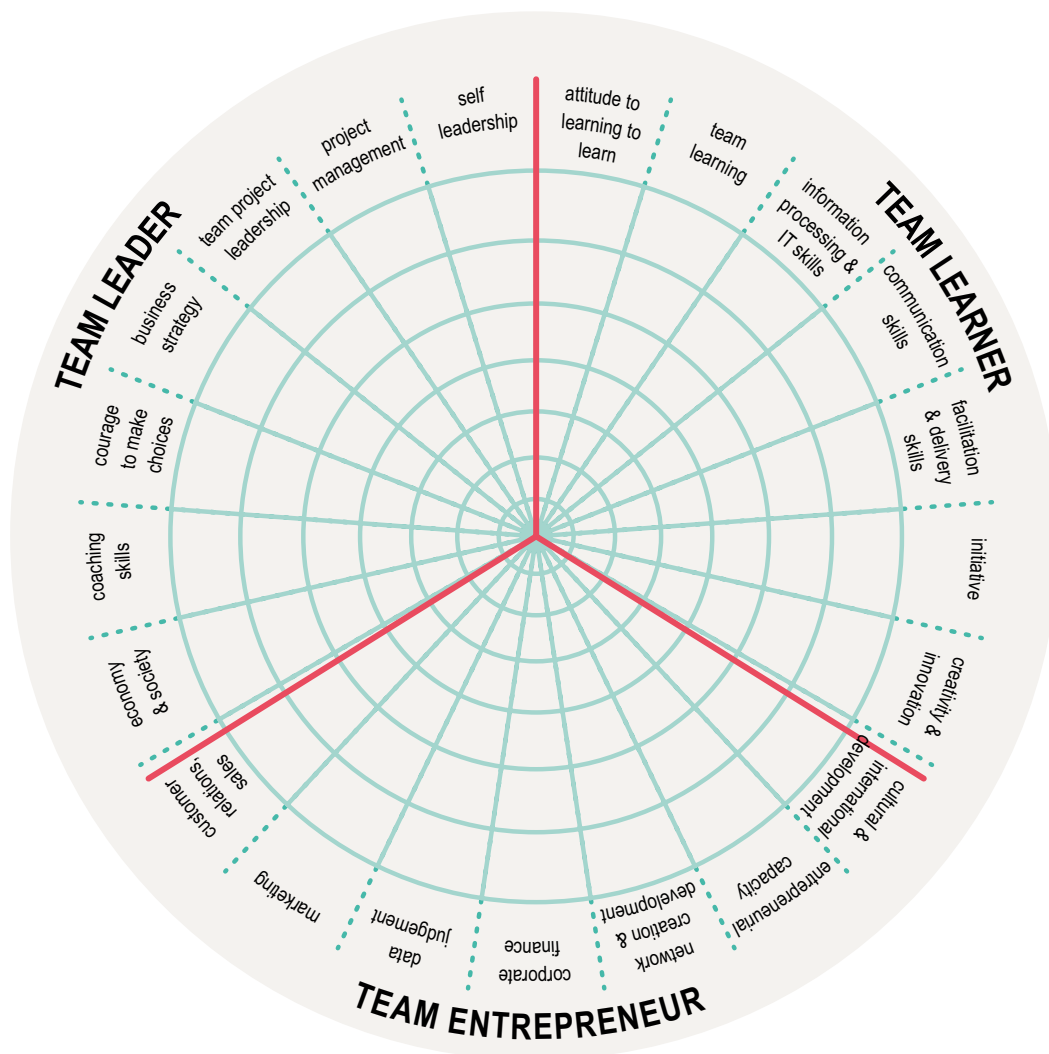 TEAM LEARNER
attitude to
learning to
learn
team
learning
information
processing &
IT skills
communication
skills
facilitation
& delivery
skills
initiative
creativity &
innovation
TEAM ENTREPRENEUR
cultural &
international
development
entrepreneurial
capacity
network
creation &
development
corporate
finance
data
judgement
marketing
customer
relations,
sales
TEAM LEADER
economy
& society
coaching
skills
courage
to make
choices
business
strategy
team project
leadership
project
management
self
leadership